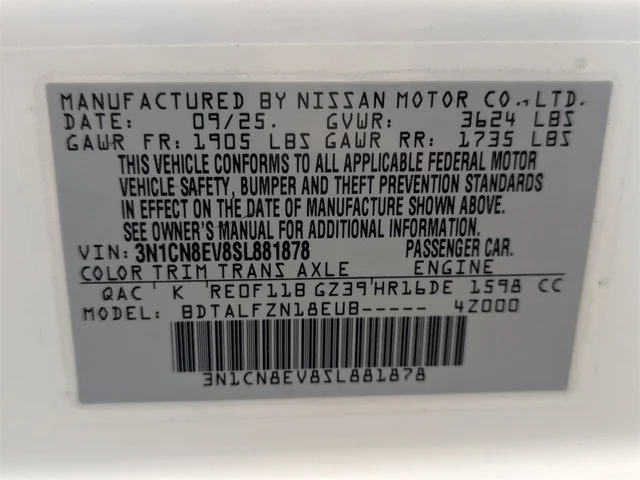 MANUFACTURED BY NISSAN MOTOR CO., LTD.
DATE: 09/25. GVWR: 3624 LBS
GAWR FR: 1905 LBS GAWR RR: 1735 LBS
THIS VEHICLE CONFORMS TO ALL APPLICABLE FEDERAL MOTOR
VEHICLE SAFETY, BUMPER AND THEFT PREVENTION STANDARDS
IN EFFECT ON THE DATE OF MANUFACTURE SHOWN ABOVE.
SEE OWNER'S MANUAL FOR ADDITIONAL INFORMATION.
VIN: 3N1CN8EV8SL881878 PASSENGER CAR.
COLOR TRIM TRANS AXLE ENGINE
QAC K RE0F11B GZ39 HR16DE 1598 CC
MODEL: BDTALFZN18EUB----- 4Z000
3N1CN8EV8SL881878